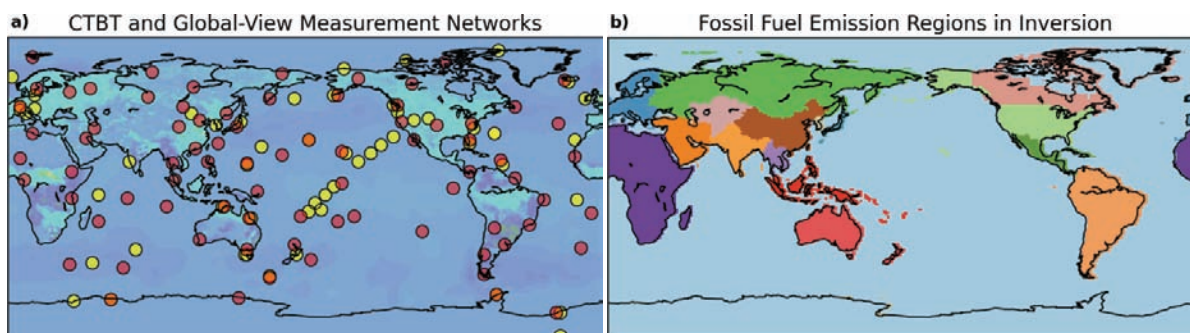 a) CTBT and Global-View Measurement Networks
b) Fossil Fuel Emission Regions in Inversion